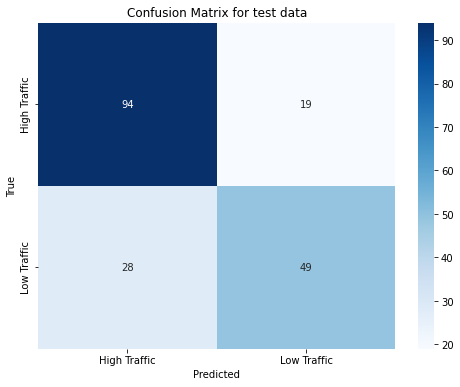 Confusion Matrix for test data
True
High Traffic
94
19
Low Traffic
28
49
High Traffic
Low Traffic
Predicted
90
80
70
60
50
40
30
20